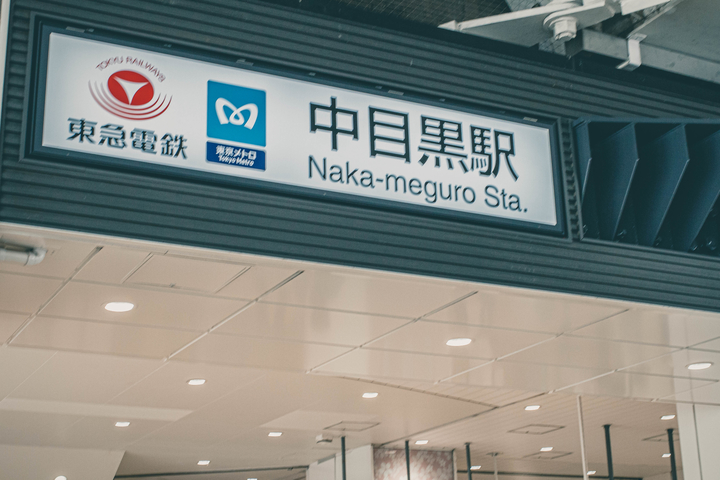 TOKYU RAILWAYS
東急電鉄
東京メトロ
Tokyo Metro
中目黒駅
Naka-meguro Sta.